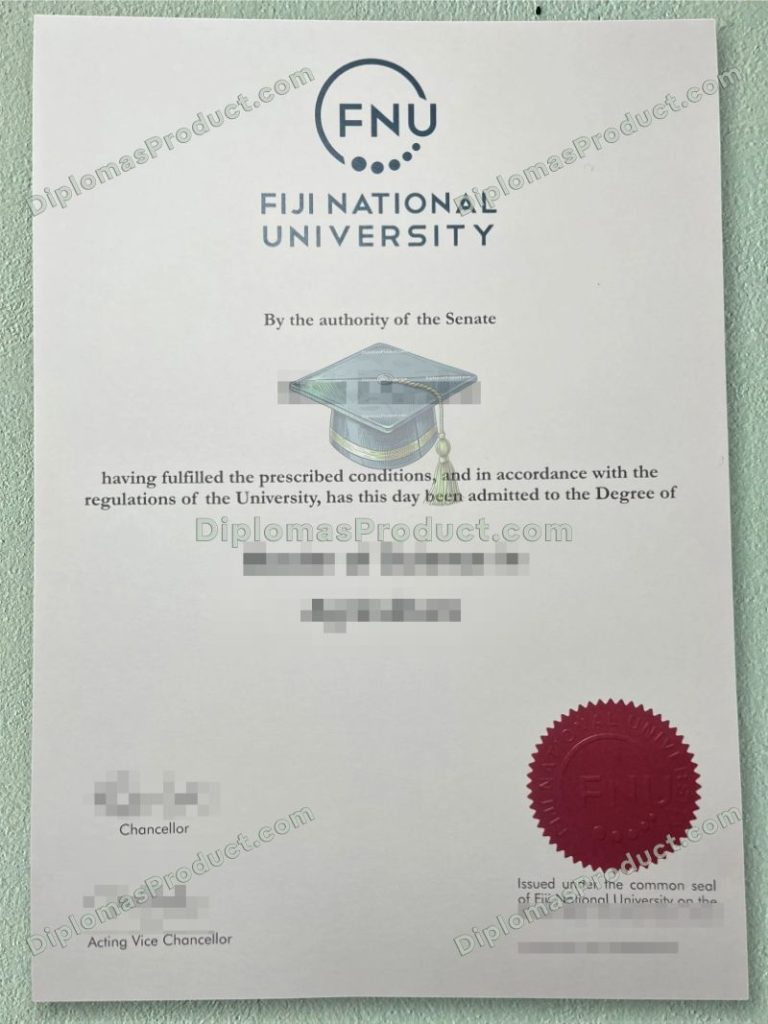 DiplomasProduct.com
DiplomasProduct.com
FNU
FIJI NATIONAL
UNIVERSITY
By the authority of the Senate
having fulfilled the prescribed conditions, and in accordance with the
regulations of the University, has this day been admitted to the Degree of
DiplomasProduct.com
FNU
Chancellor
DiplomasProduct.com
DiplomasProduct.com
Issued under the common seal
of Fiji National University on the
Acting Vice Chancellor